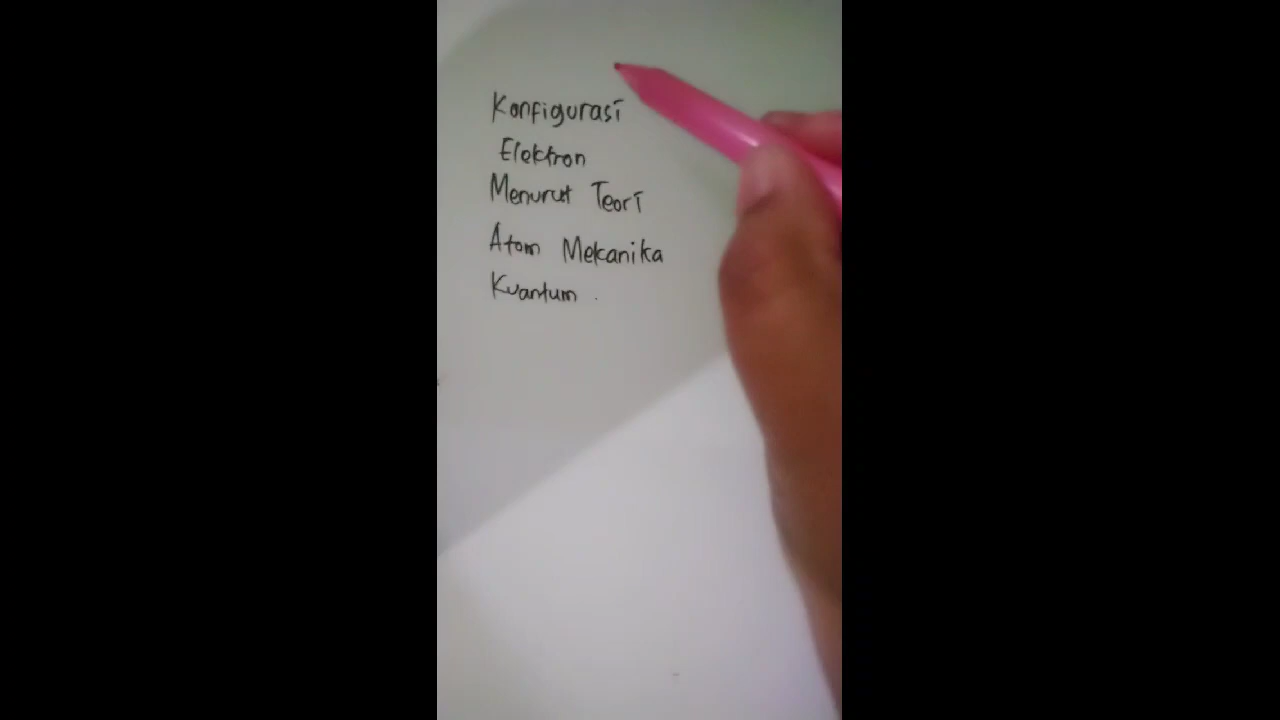 Konfigurasi
Elektron
Menurut Teori
Atom Mekanika
Kuantum.